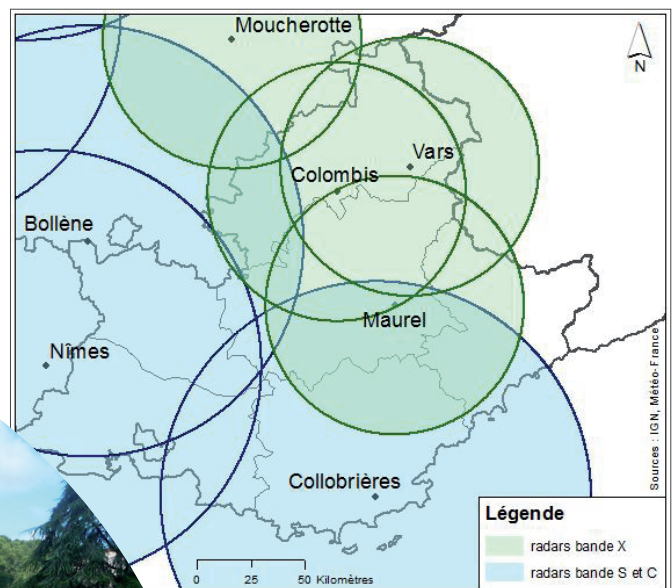 Moucherotte
N
Vars
Colombis
Bollène
Maurel
Nîmes
Collobrières
0 25 50 Kilomètres
Sources : IGN, Météo-France
Légende
radars bande X
radars bande S et C